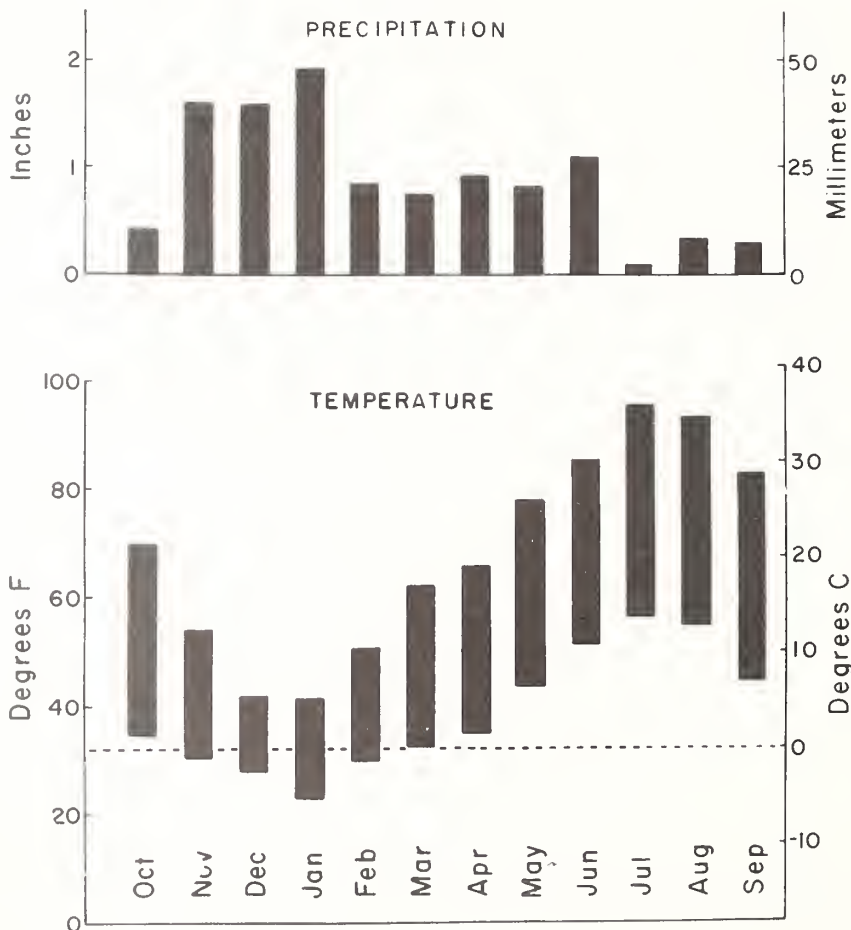 PRECIPITATION
Inches
2
1
0
Millimeters
50
25
0
TEMPERATURE
Degrees F
100
80
60
40
20
0
Degrees C
40
30
20
10
0
-10
Oct
Nov
Dec
Jan
Feb
Mar
Apr
May
Jun
Jul
Aug
Sep